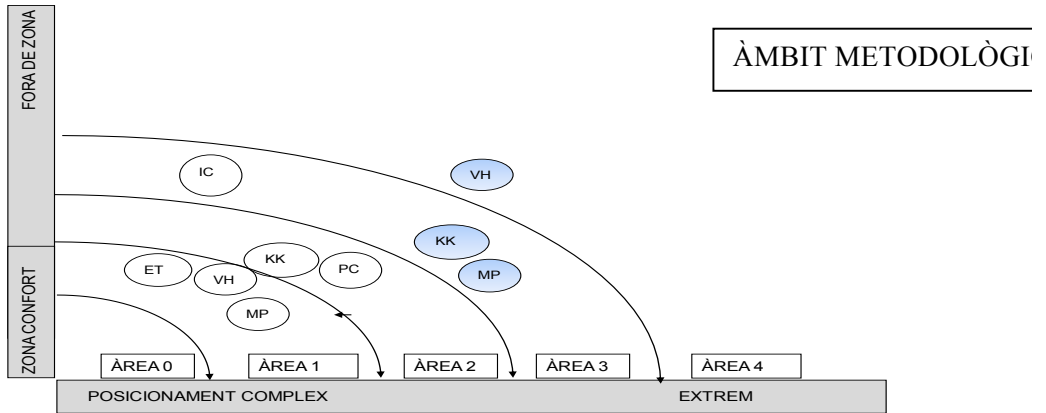 FORA DE ZONA
ÀMBIT METODOLÒGI
IC
VH
KK
MP
ZONA CONFORT
ET
VH
KK
PC
MP
ÀREA 0
ÀREA 1
ÀREA 2
ÀREA 3
ÀREA 4
POSICIONAMENT COMPLEX
EXTREM